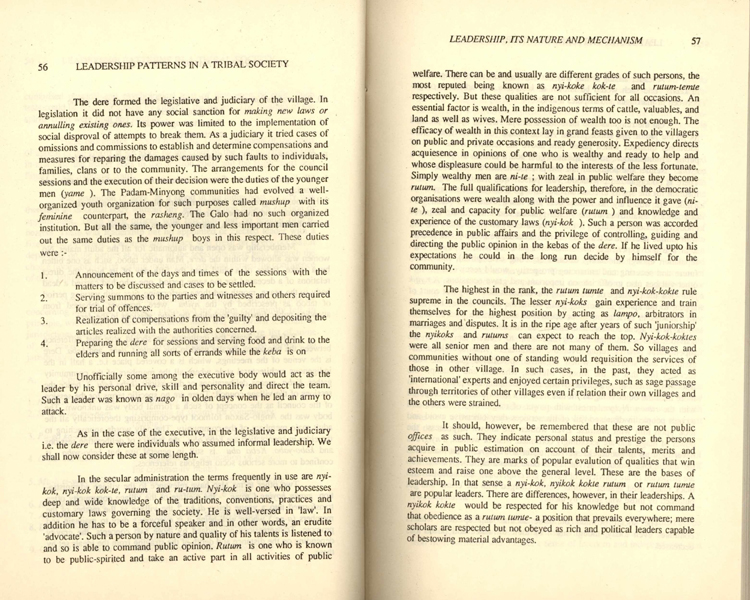 56 LEADERSHIP PATTERNS IN A TRIBAL SOCIETY
The dere formed the legislative and judiciary of the village. In
legislation it did not have any social sanction for making new laws or
annulling existing ones. Its power was limited to the implementation of
social disproval of attempts to break them. As a judiciary it tried cases of
omissions and commissions to establish and determine compensations and
measures for reparing the damages caused by such faults to individuals,
families, clans or to the community. The arrangements for the council
sessions and the execution of their decision were the duties of the younger
men (yame ). The Padam-Minyong communities had evolved a well-
organized youth organization for such purposes called mushup with its
feminine counterpart, the rasheng. The Galo had no such organized
institution. But all the same, the younger and less important men carried
out the same duties as the mushup boys in this respect. These duties
were :-
1. Announcement of the days and times of the sessions with the
matters to be discussed and cases to be settled.
2. Serving summons to the parties and witnesses and others required
for trial of offences.
3. Realization of compensations from the 'guilty' and depositing the
articles realized with the authorities concerned.
4. Preparing the dere for sessions and serving food and drink to the
elders and running all sorts of errands while the keba is on
Unofficially some among the executive body would act as the
leader by his personal drive, skill and personality and direct the team.
Such a leader was known as nago in olden days when he led an army to
attack.
As in the case of the executive, in the legislative and judiciary
i.e. the dere there were individuals who assumed informal leadership. We
shall now consider these at some length.
In the secular administration the terms frequently in use are nyi-
kok, nyi-kok kok-te, rutum and ru-tum. Nyi-kok is one who possesses
deep and wide knowledge of the traditions, conventions, practices and
customary laws governing the society. He is well-versed in 'law'. In
addition he has to be a forceful speaker and in other words, an erudite
'advocate'. Such a person by nature and quality of his talents is listened to
and so is able to command public opinion. Rutum is one who is known
to be public-spirited and take an active part in all activities of public
LEADERSHIP, ITS NATURE AND MECHANISM 57
welfare. There can be and usually are different grades of such persons, the
most reputed being known as nyi-koke kok-te and rutum-temte
respectively. But these qualities are not sufficient for all occasions. An
essential factor is wealth, in the indigenous terms of cattle, valuables, and
land as well as wives. Mere possession of wealth too is not enough. The
efficacy of wealth in this context lay in grand feasts given to the villagers
on public and private occasions and ready generosity. Expediency directs
acquiesence in opinions of one who is wealthy and ready to help and
whose displeasure could be harmful to the interests of the less fortunate.
Simply wealthy men are ni-te ; with zeal in public welfare they become
rutum. The full qualifications for leadership, therefore, in the democratic
organisations were wealth along with the power and influence it gave (ni-
te ), zeal and capacity for public welfare (rutum ) and knowledge and
experience of the customary laws (nyi-kok ). Such a person was accorded
precedence in public affairs and the privilege of controlling, guiding and
directing the public opinion in the kebas of the dere. If he lived upto his
expectations he could in the long run decide by himself for the
community.
The highest in the rank, the rutum tumte and nyi-kok-kokte rule
supreme in the councils. The lesser nyi-koks gain experience and train
themselves for the highest position by acting as lampo, arbitrators in
marriages and disputes. It is in the ripe age after years of such 'juniorship'
the nyikoks and rutums can expect to reach the top. Nyi-kok-koktes
were all senior men and there are not many of them. So villages and
communities without one of standing would requisition the services of
those in other village. In such cases, in the past, they acted as
'international' experts and enjoyed certain privileges, such as sage passage
through territories of other villages even if relation their own villages and
the others were strained.
It should, however, be remembered that these are not public
offices as such. They indicate personal status and prestige the persons
acquire in public estimation on account of their talents, merits and
achievements. They are marks of popular evalution of qualities that win
esteem and raise one above the general level. These are the bases of
leadership. In that sense a nyi-kok, nyikok kokte rutum or rutum tumte
are popular leaders. There are differences, however, in their leaderships. A
nyikok kokte would be respected for his knowledge but not command
that obedience as a rutum tumte- a position that prevails everywhere; mere
scholars are respected but not obeyed as rich and political leaders capable
of bestowing material advantages.